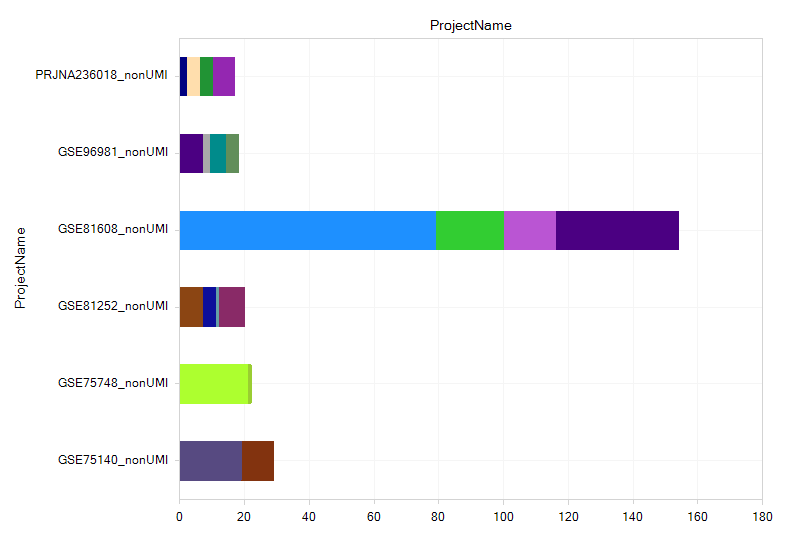 ProjectName
PRJNA236018_nonUMI
GSE96981_nonUMI
GSE81608_nonUMI
GSE81252_nonUMI
GSE75748_nonUMI
GSE75140_nonUMI
ProjectName
0 20 40 60 80 100 120 140 160 180